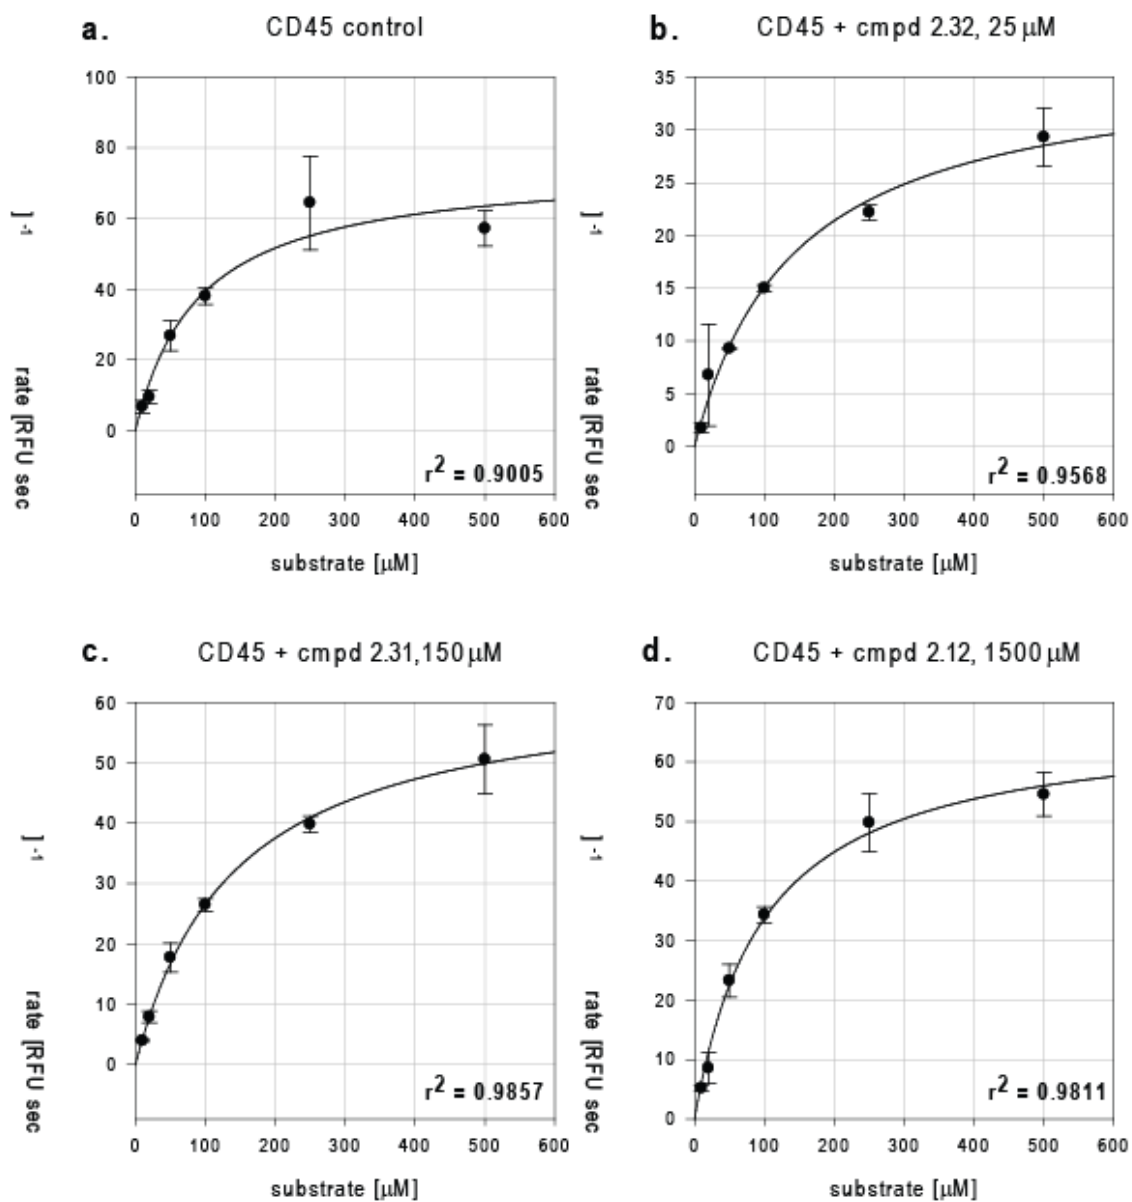 a. CD45 control
100
80
60
40
20
0
] -1
rate [RFU sec
r2 = 0.9005
0 100 200 300 400 500 600
substrate [μM]
b. CD45 + cmpd 2.32, 25 μM
35
30
25
20
15
10
5
0
] -1
rate [RFU sec
r2 = 0.9568
0 100 200 300 400 500 600
substrate [μM]
c. CD45 + cmpd 2.31,150 μM
60
50
40
30
20
10
0
] -1
rate [RFU sec
r2 = 0.9857
0 100 200 300 400 500 600
substrate [μM]
d. CD45 + cmpd 2.12, 1500 μM
70
60
50
40
30
20
10
0
] -1
rate [RFU sec
r2 = 0.9811
0 100 200 300 400 500 600
substrate [μM]